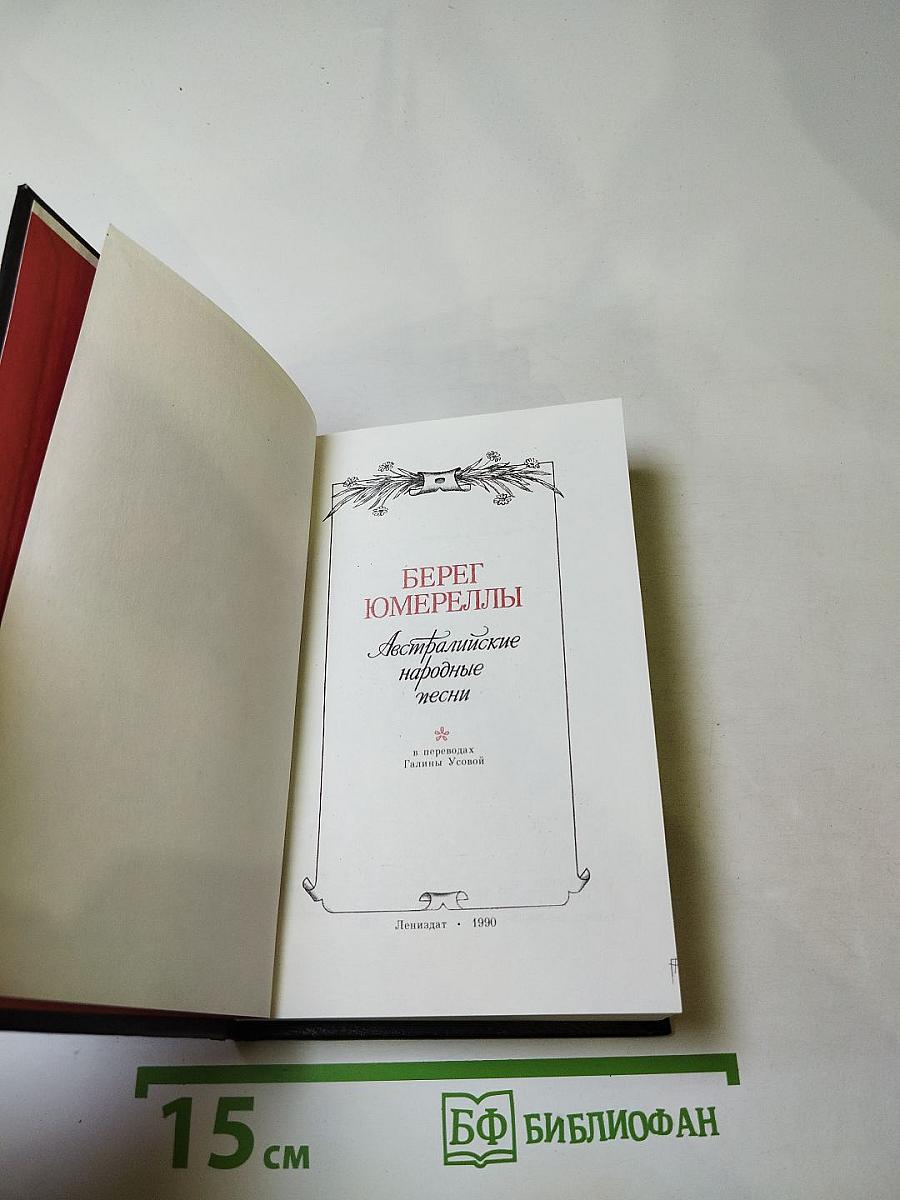 БЕРЕГ
ЮМЕРЕЛЛЫ
Австралийские
народные
песни
в переводах
Галины Усовой
Лениздат · 1990
15 см
БФ БИБЛИОФАН